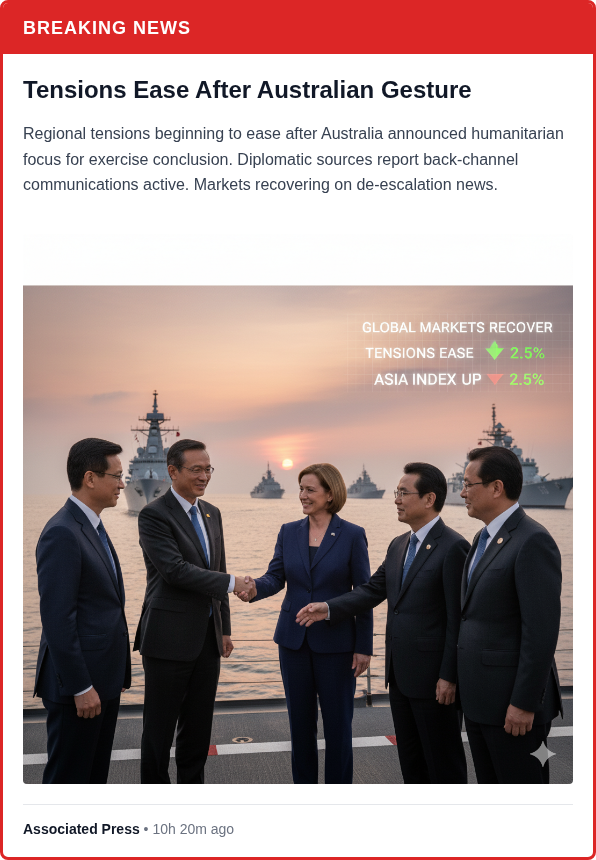 BREAKING NEWS
Tensions Ease After Australian Gesture
Regional tensions beginning to ease after Australia announced humanitarian
focus for exercise conclusion. Diplomatic sources report back-channel
communications active. Markets recovering on de-escalation news.
GLOBAL MARKETS RECOVER
TENSIONS EASE 2.5%
ASIA INDEX UP 2.5%
Associated Press • 10h 20m ago